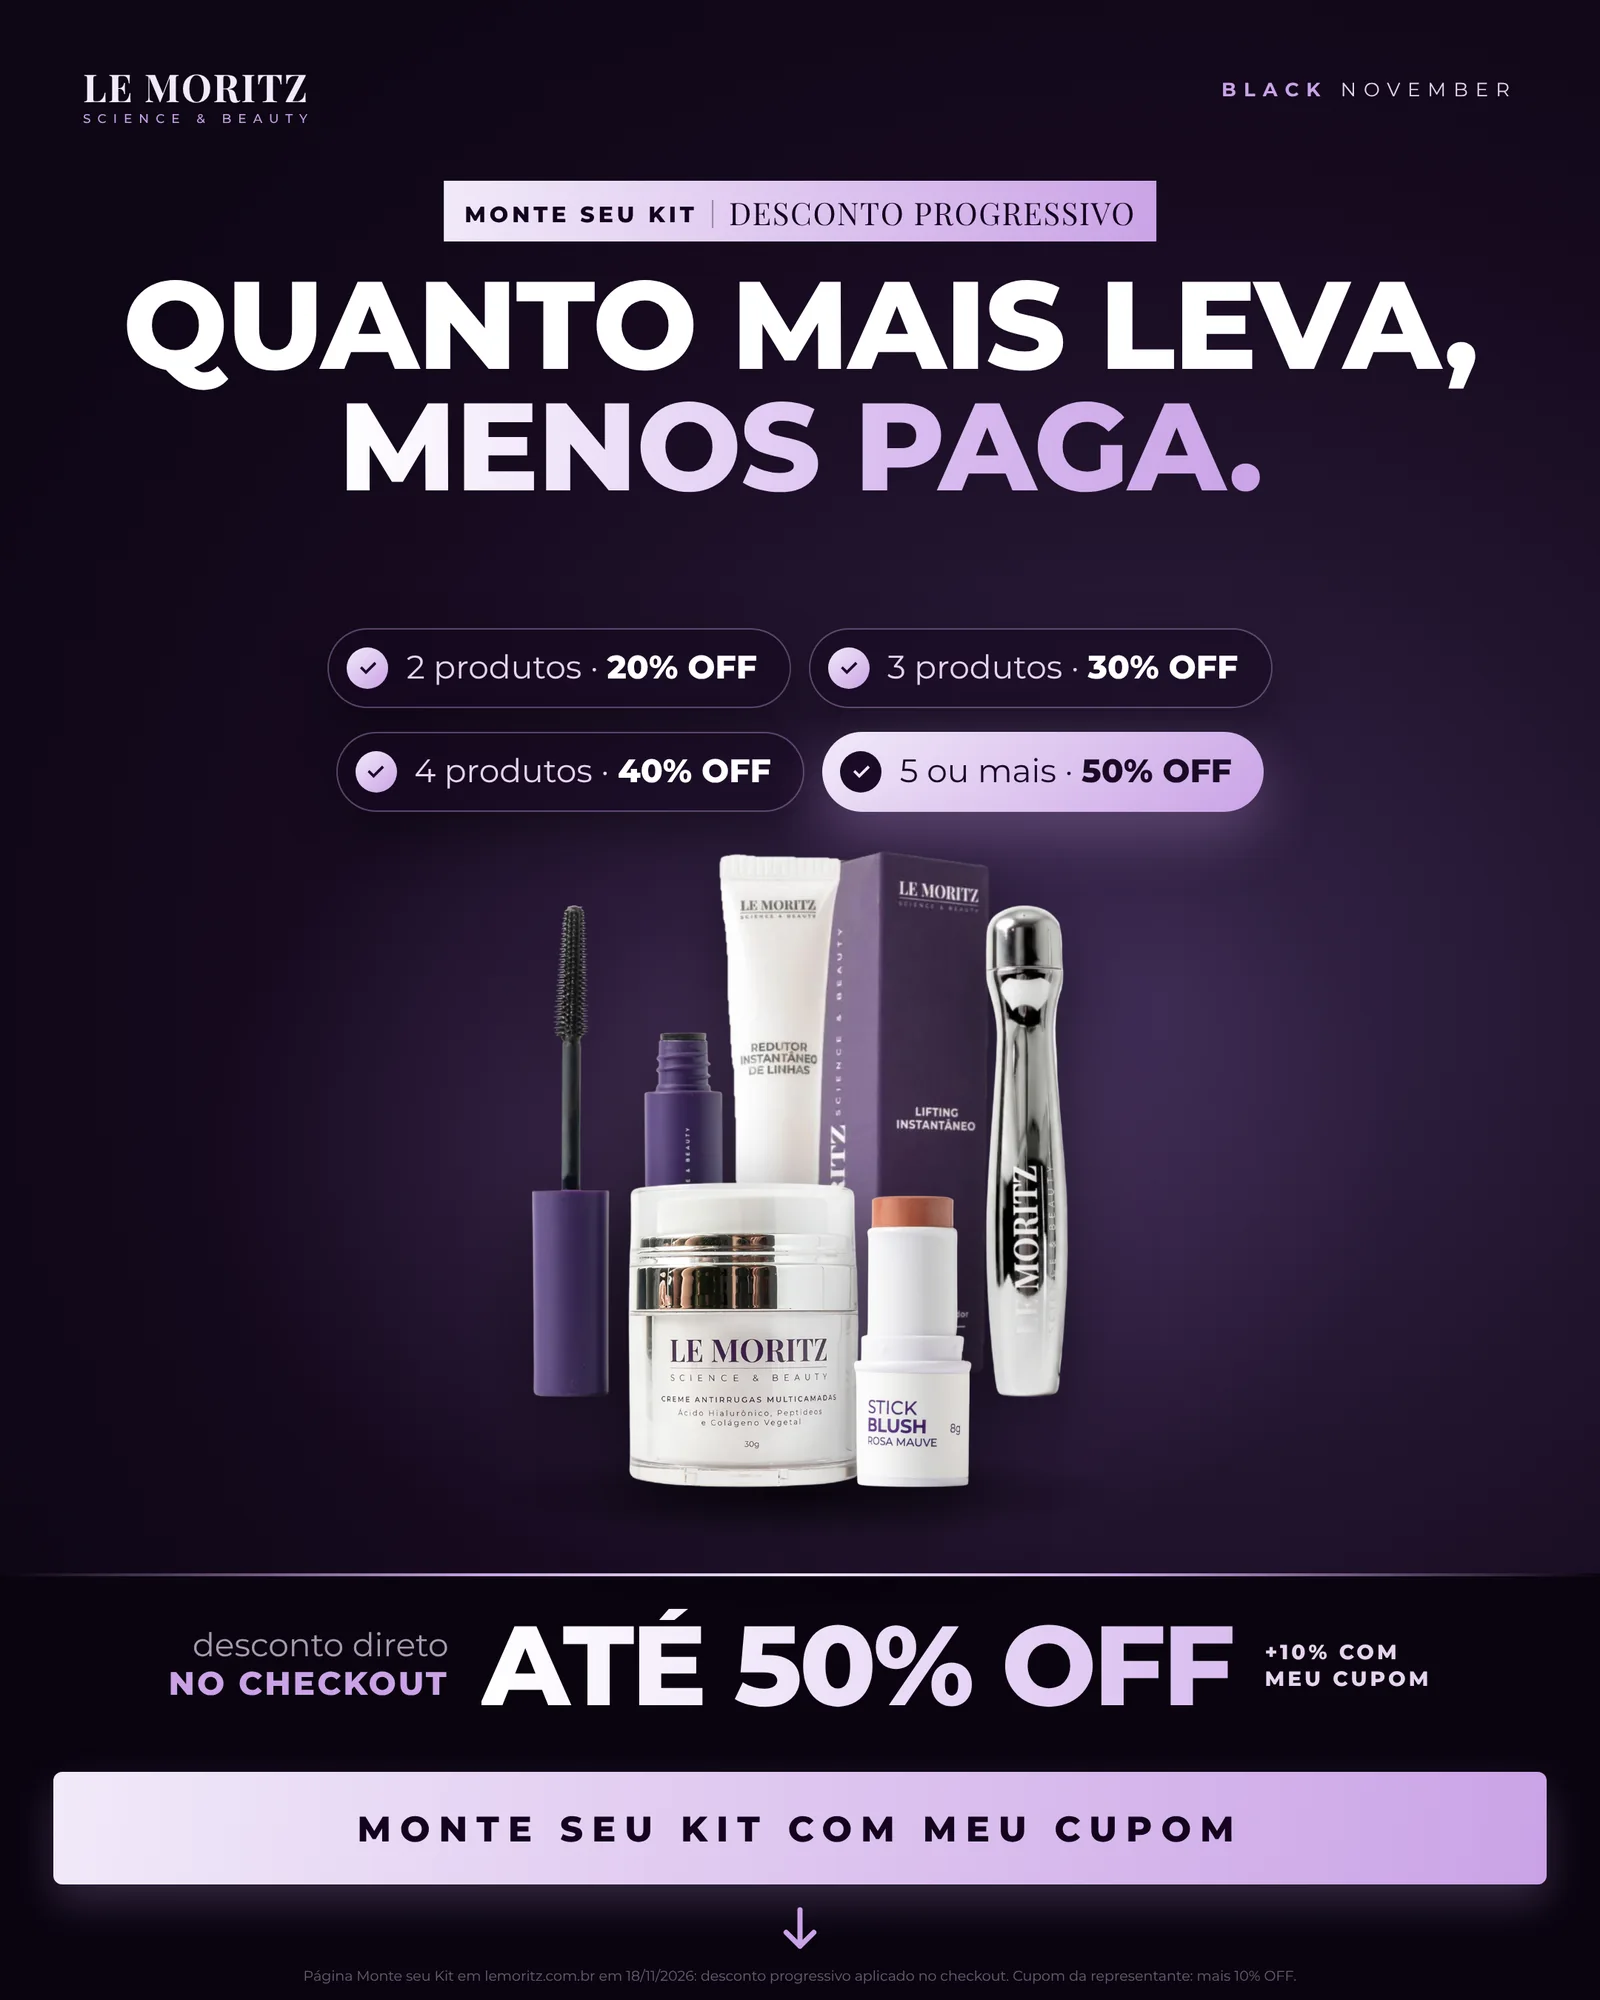 LE MORITZ
SCIENCE & BEAUTY
BLACK NOVEMBER
MONTE SEU KIT | DESCONTO PROGRESSIVO
QUANTO MAIS LEVA,
MENOS PAGA.
2 produtos · 20% OFF
3 produtos · 30% OFF
4 produtos · 40% OFF
5 ou mais · 50% OFF
LE MORITZ
SCIENCE & BEAUTY
REDUTOR
INSTANTÂNEO
DE LINHAS
SCIENCE & BEAUTY
LE MORITZ
SCIENCE & BEAUTY
LIFTING
INSTANTÂNEO
& BEAUTY
LE MORITZ
LE MORITZ
SCIENCE & BEAUTY
CREME ANTIRRUGAS MULTICAMADAS
Ácido Hialurônico, Peptídeos
e Colágeno Vegetal
30g
STICK
BLUSH
ROSA MAUVE
8g
desconto direto
NO CHECKOUT
ATÉ 50% OFF
+10% COM
MEU CUPOM
MONTE SEU KIT COM MEU CUPOM
Página Monte seu Kit em lemoritz.com.br em 18/11/2026: desconto progressivo aplicado no checkout. Cupom da representante: mais 10% OFF.